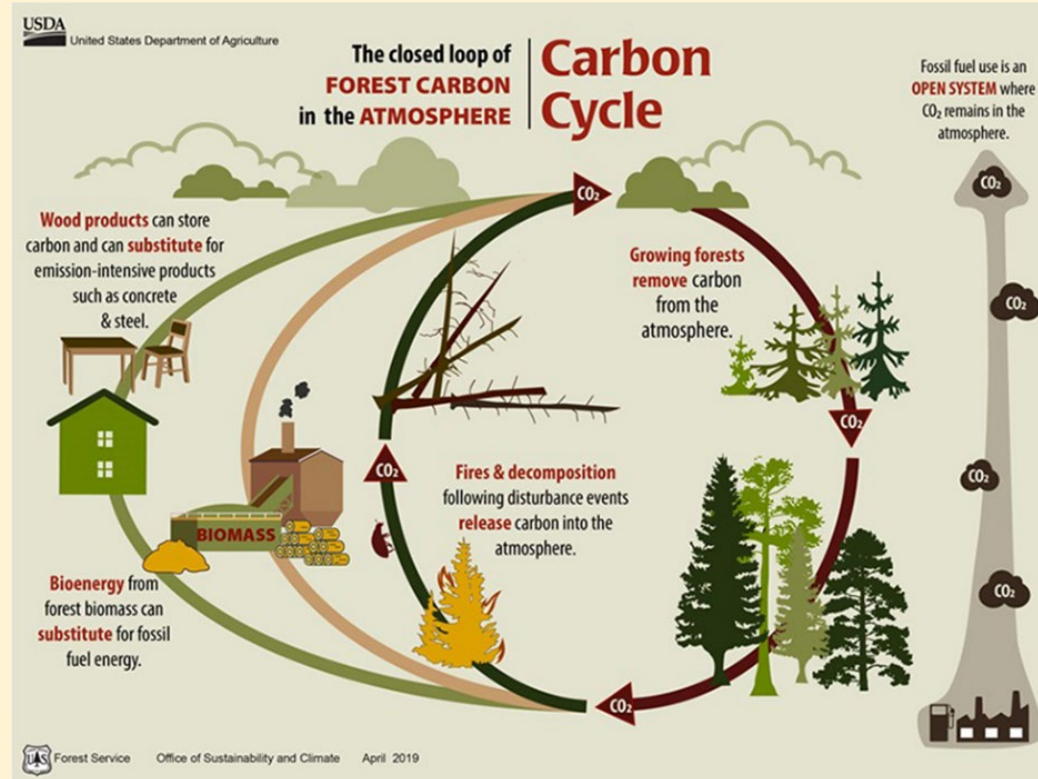 USDA
United States Department of Agriculture
The closed loop of
FOREST CARBON
in the ATMOSPHERE
Carbon
Cycle
Fossil fuel use is an
OPEN SYSTEM where
CO₂ remains in the
atmosphere.
CO₂
CO₂
Wood products can store
carbon and can substitute for
emission-intensive products
such as concrete
& steel.
Growing forests
remove carbon
from the
atmosphere.
CO₂
CO₂
CO₂
Fires & decomposition
following disturbance events
release carbon into the
atmosphere.
CO₂
BIOMASS
Bioenergy from
forest biomass can
substitute for fossil
fuel energy.
CO₂
CO₂
Forest Service
Office of Sustainability and Climate
April 2019